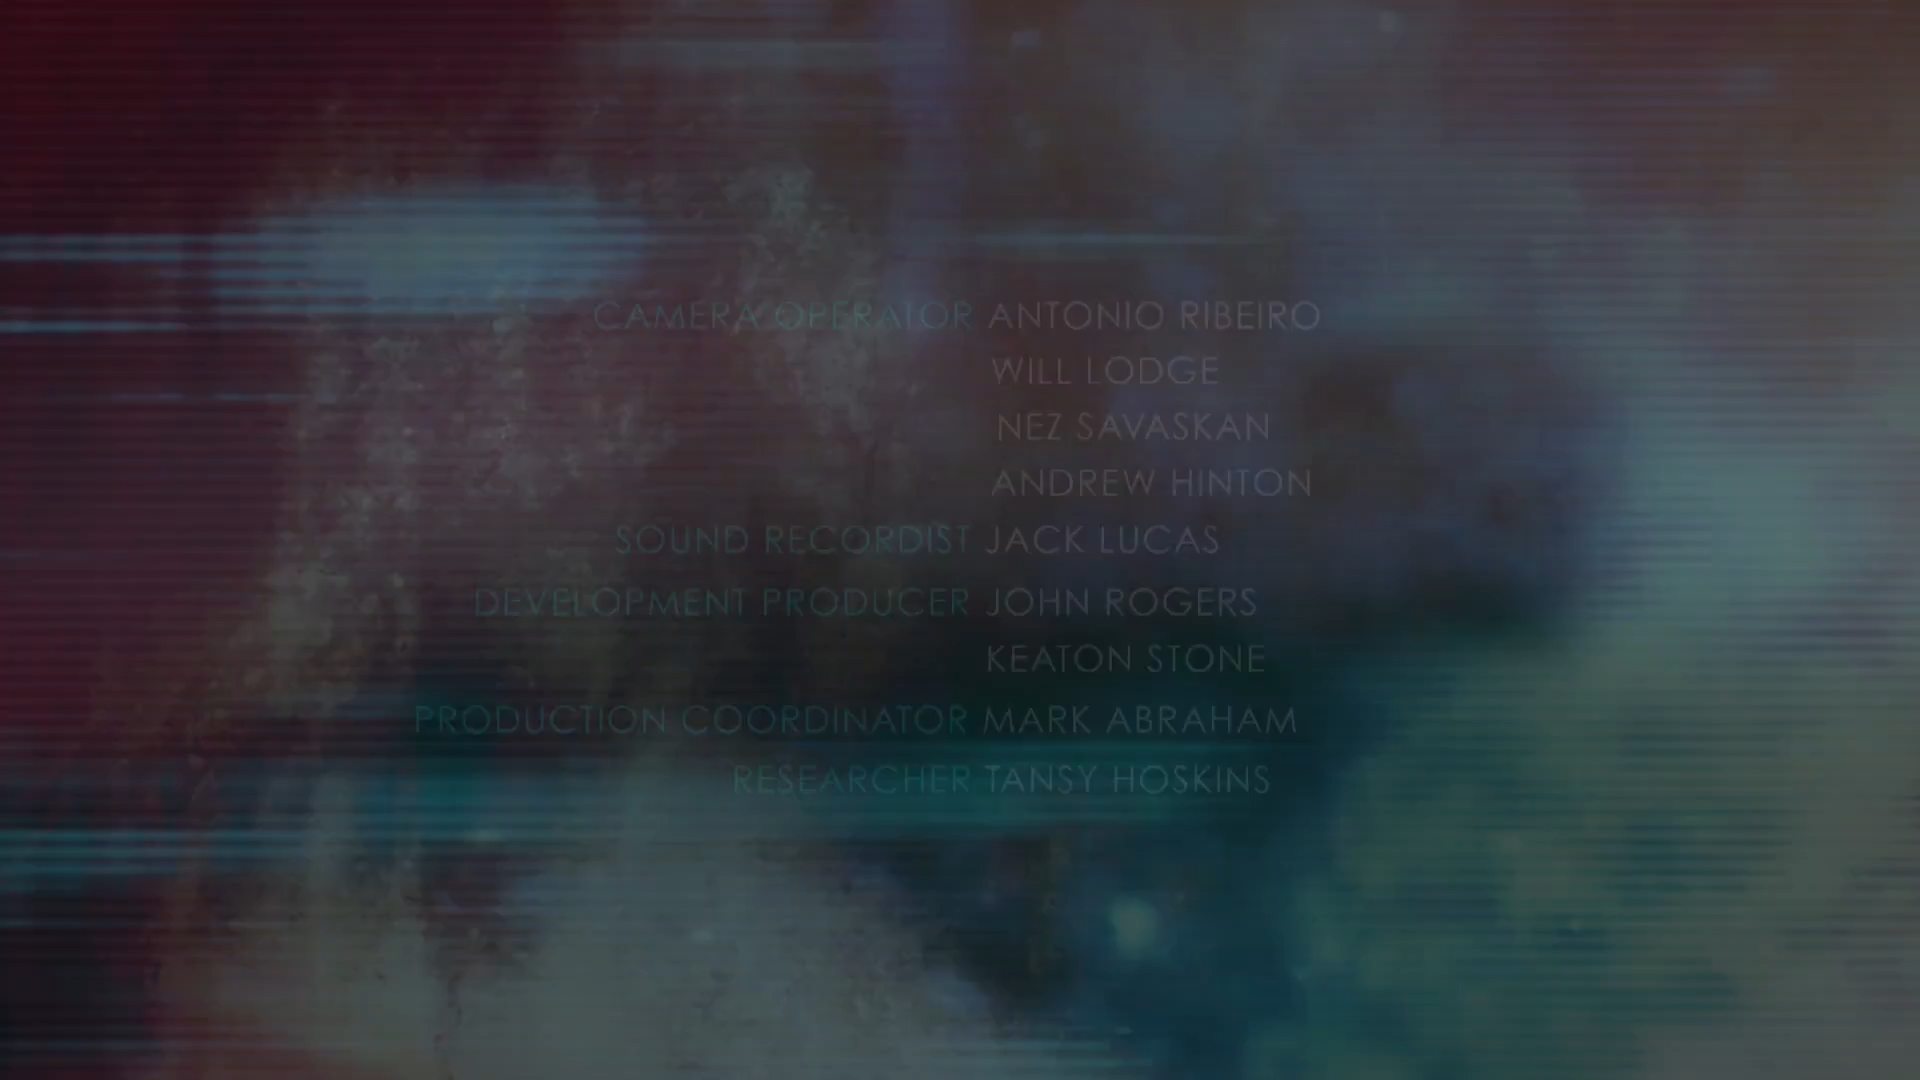 CAMERA OPERATOR ANTONIO RIBEIRO
WILL LODGE
NEZ SAVASKAN
ANDREW HINTON
SOUND RECORDIST JACK LUCAS
DEVELOPMENT PRODUCER JOHN ROGERS
KEATON STONE
PRODUCTION COORDINATOR MARK ABRAHAM
RESEARCHER TANSY HOSKINS